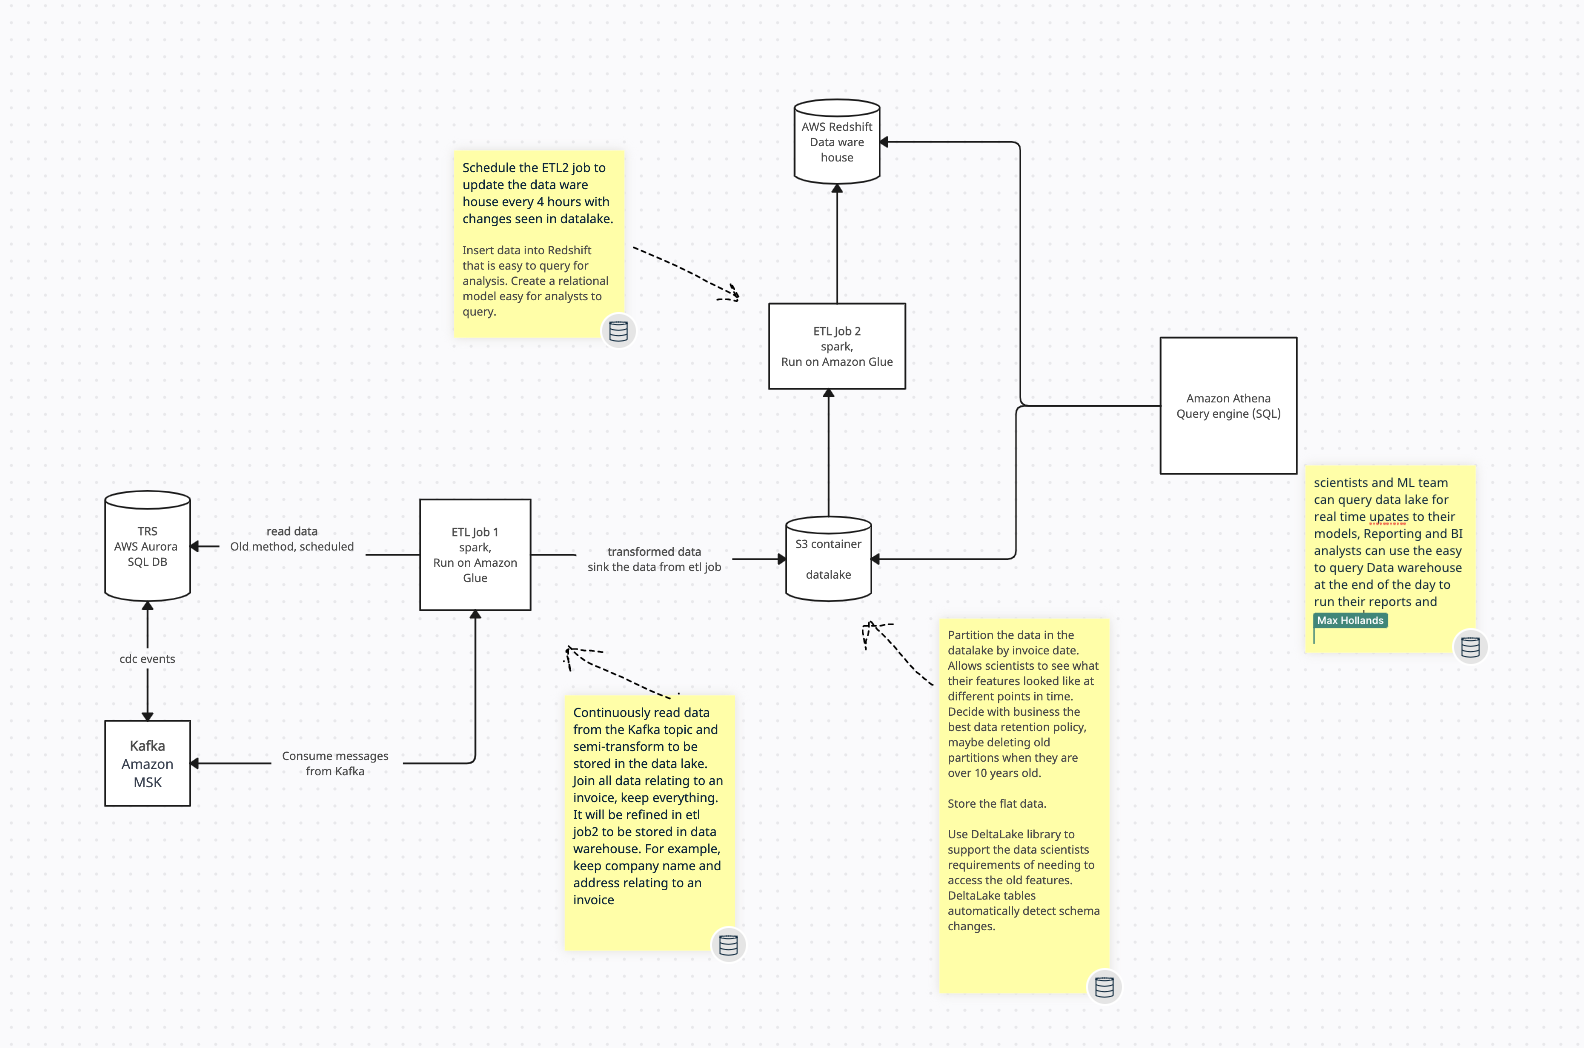 AWS Redshift
Data ware
house
Schedule the ETL2 job to
update the data ware
house every 4 hours with
changes seen in datalake.
Insert data into Redshift
that is easy to query for
analysis. Create a relational
model easy for analysts to
query.
ETL Job 2
spark,
Run on Amazon Glue
Amazon Athena
Query engine (SQL)
scientists and ML team
can query data lake for
real time upates to their
models, Reporting and BI
analysts can use the easy
to query Data warehouse
at the end of the day to
run their reports and
Max Hollands
TRS
AWS Aurora
SQL DB
read data
Old method, scheduled
ETL Job 1
spark,
Run on Amazon
Glue
transformed data
sink the data from etl job
S3 container
datalake
cdc events
Kafka
Amazon
MSK
Consume messages
from Kafka
Continuously read data
from the Kafka topic and
semi-transform to be
stored in the data lake.
Join all data relating to an
invoice, keep everything.
It will be refined in etl
job2 to be stored in data
warehouse. For example,
keep company name and
address relating to an
invoice
Partition the data in the
datalake by invoice date.
Allows scientists to see what
their features looked like at
different points in time.
Decide with business the
best data retention policy,
maybe deleting old
partitions when they are
over 10 years old.
Store the flat data.
Use DeltaLake library to
support the data scientists
requirements of needing to
access the old features.
DeltaLake tables
automatically detect schema
changes.